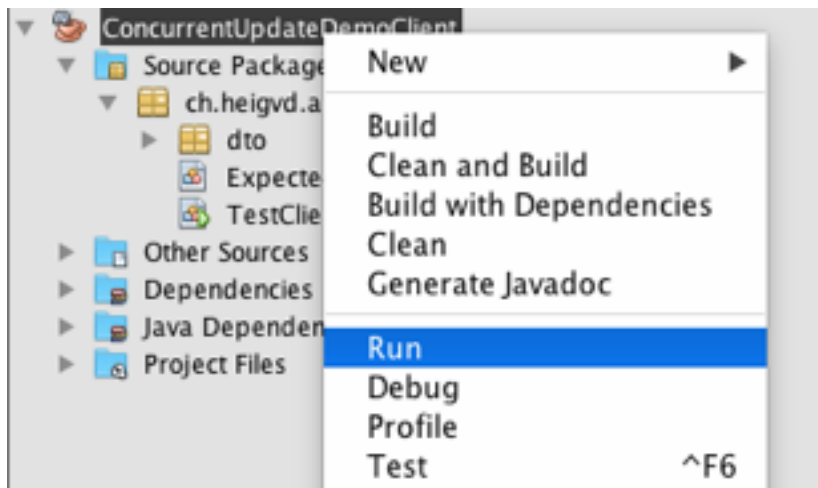 ConcurrentUpdateDemoClient
Source Package
ch.heigvd.a
dto
Expecte
TestClie
Other Sources
Dependencies
Java Dependen
Project Files
New
Build
Clean and Build
Build with Dependencies
Clean
Generate Javadoc
Run
Debug
Profile
Test ^F6